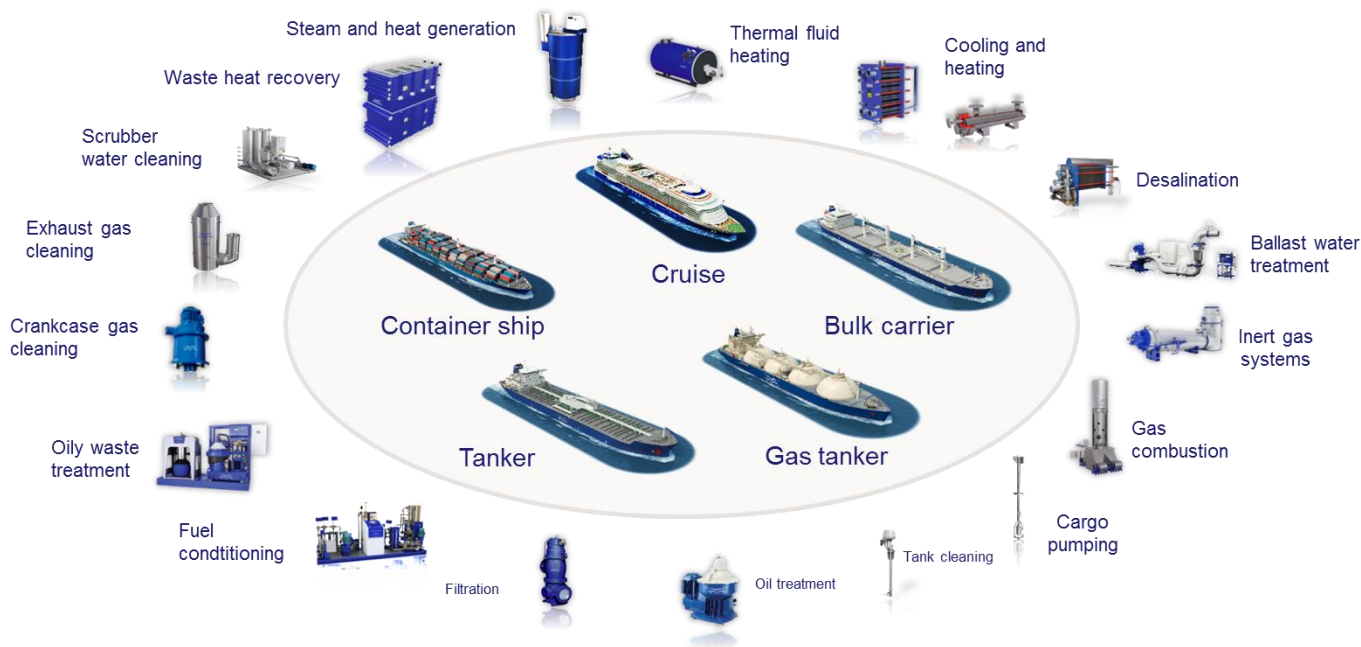 Steam and heat generation
Thermal fluid
heating
Cooling and
heating
Waste heat recovery
Scrubber
water cleaning
Desalination
Exhaust gas
cleaning
Ballast water
treatment
Cruise
Container ship
Bulk carrier
Crankcase gas
cleaning
Inert gas
systems
Oily waste
treatment
Tanker
Gas tanker
Gas
combustion
Fuel
condtitioning
Cargo
pumping
Filtration
Oil treatment
Tank cleaning